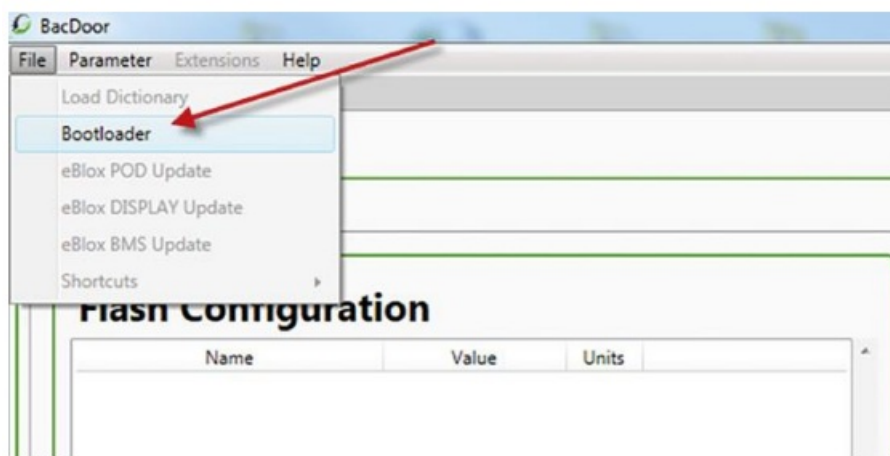 BacDoor
File Parameter Extensions Help
Load Dictionary
Bootloader
eBlox POD Update
eBlox DISPLAY Update
eBlox BMS Update
Shortcuts
Flash Configuration
Name Value Units